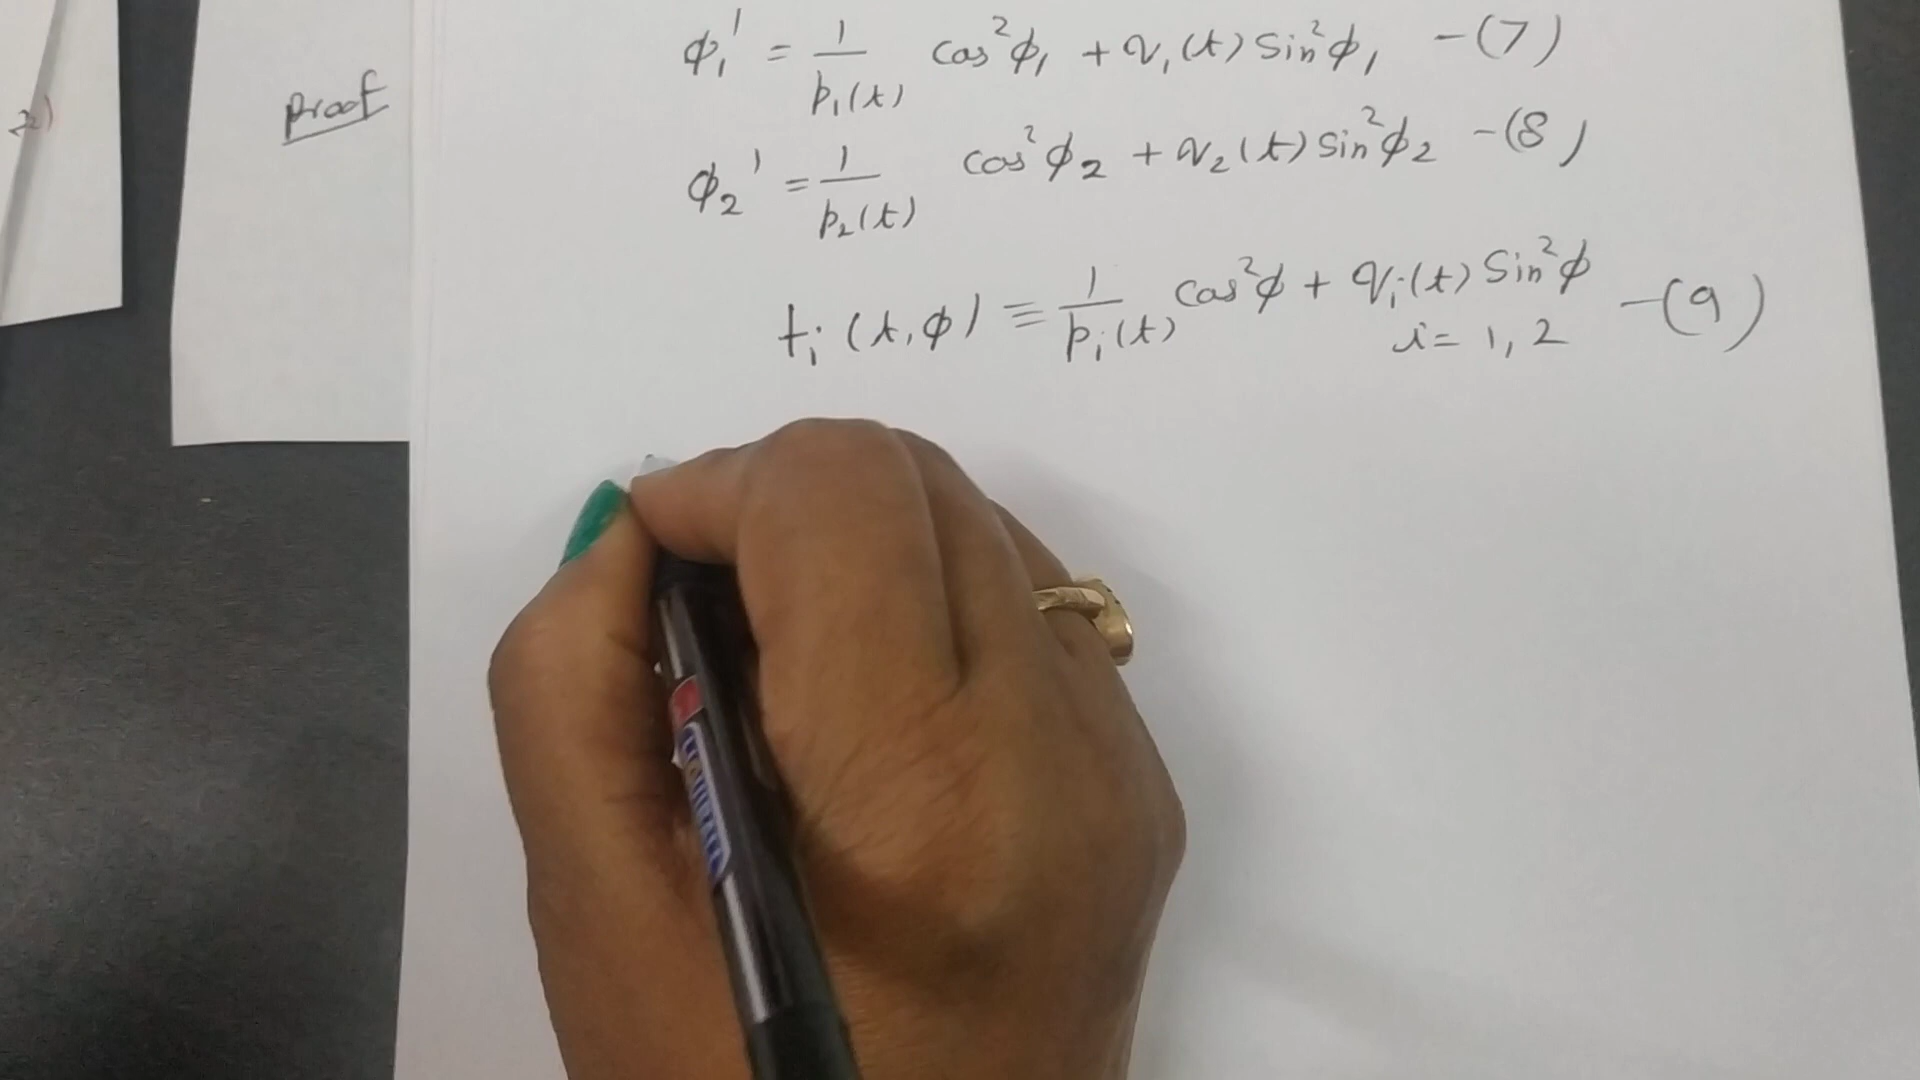 Proof
φ₁' = 1/p₁(t) cos²φ₁ + q₁(t) Sin²φ₁ -(7)
φ₂' = 1/p₂(t) cos²φ₂ + q₂(t) Sin²φ₂ -(8)
fᵢ(t,φ) ≡ 1/pᵢ(t) cos²φ + qᵢ(t) Sin²φ -(9)
i = 1, 2